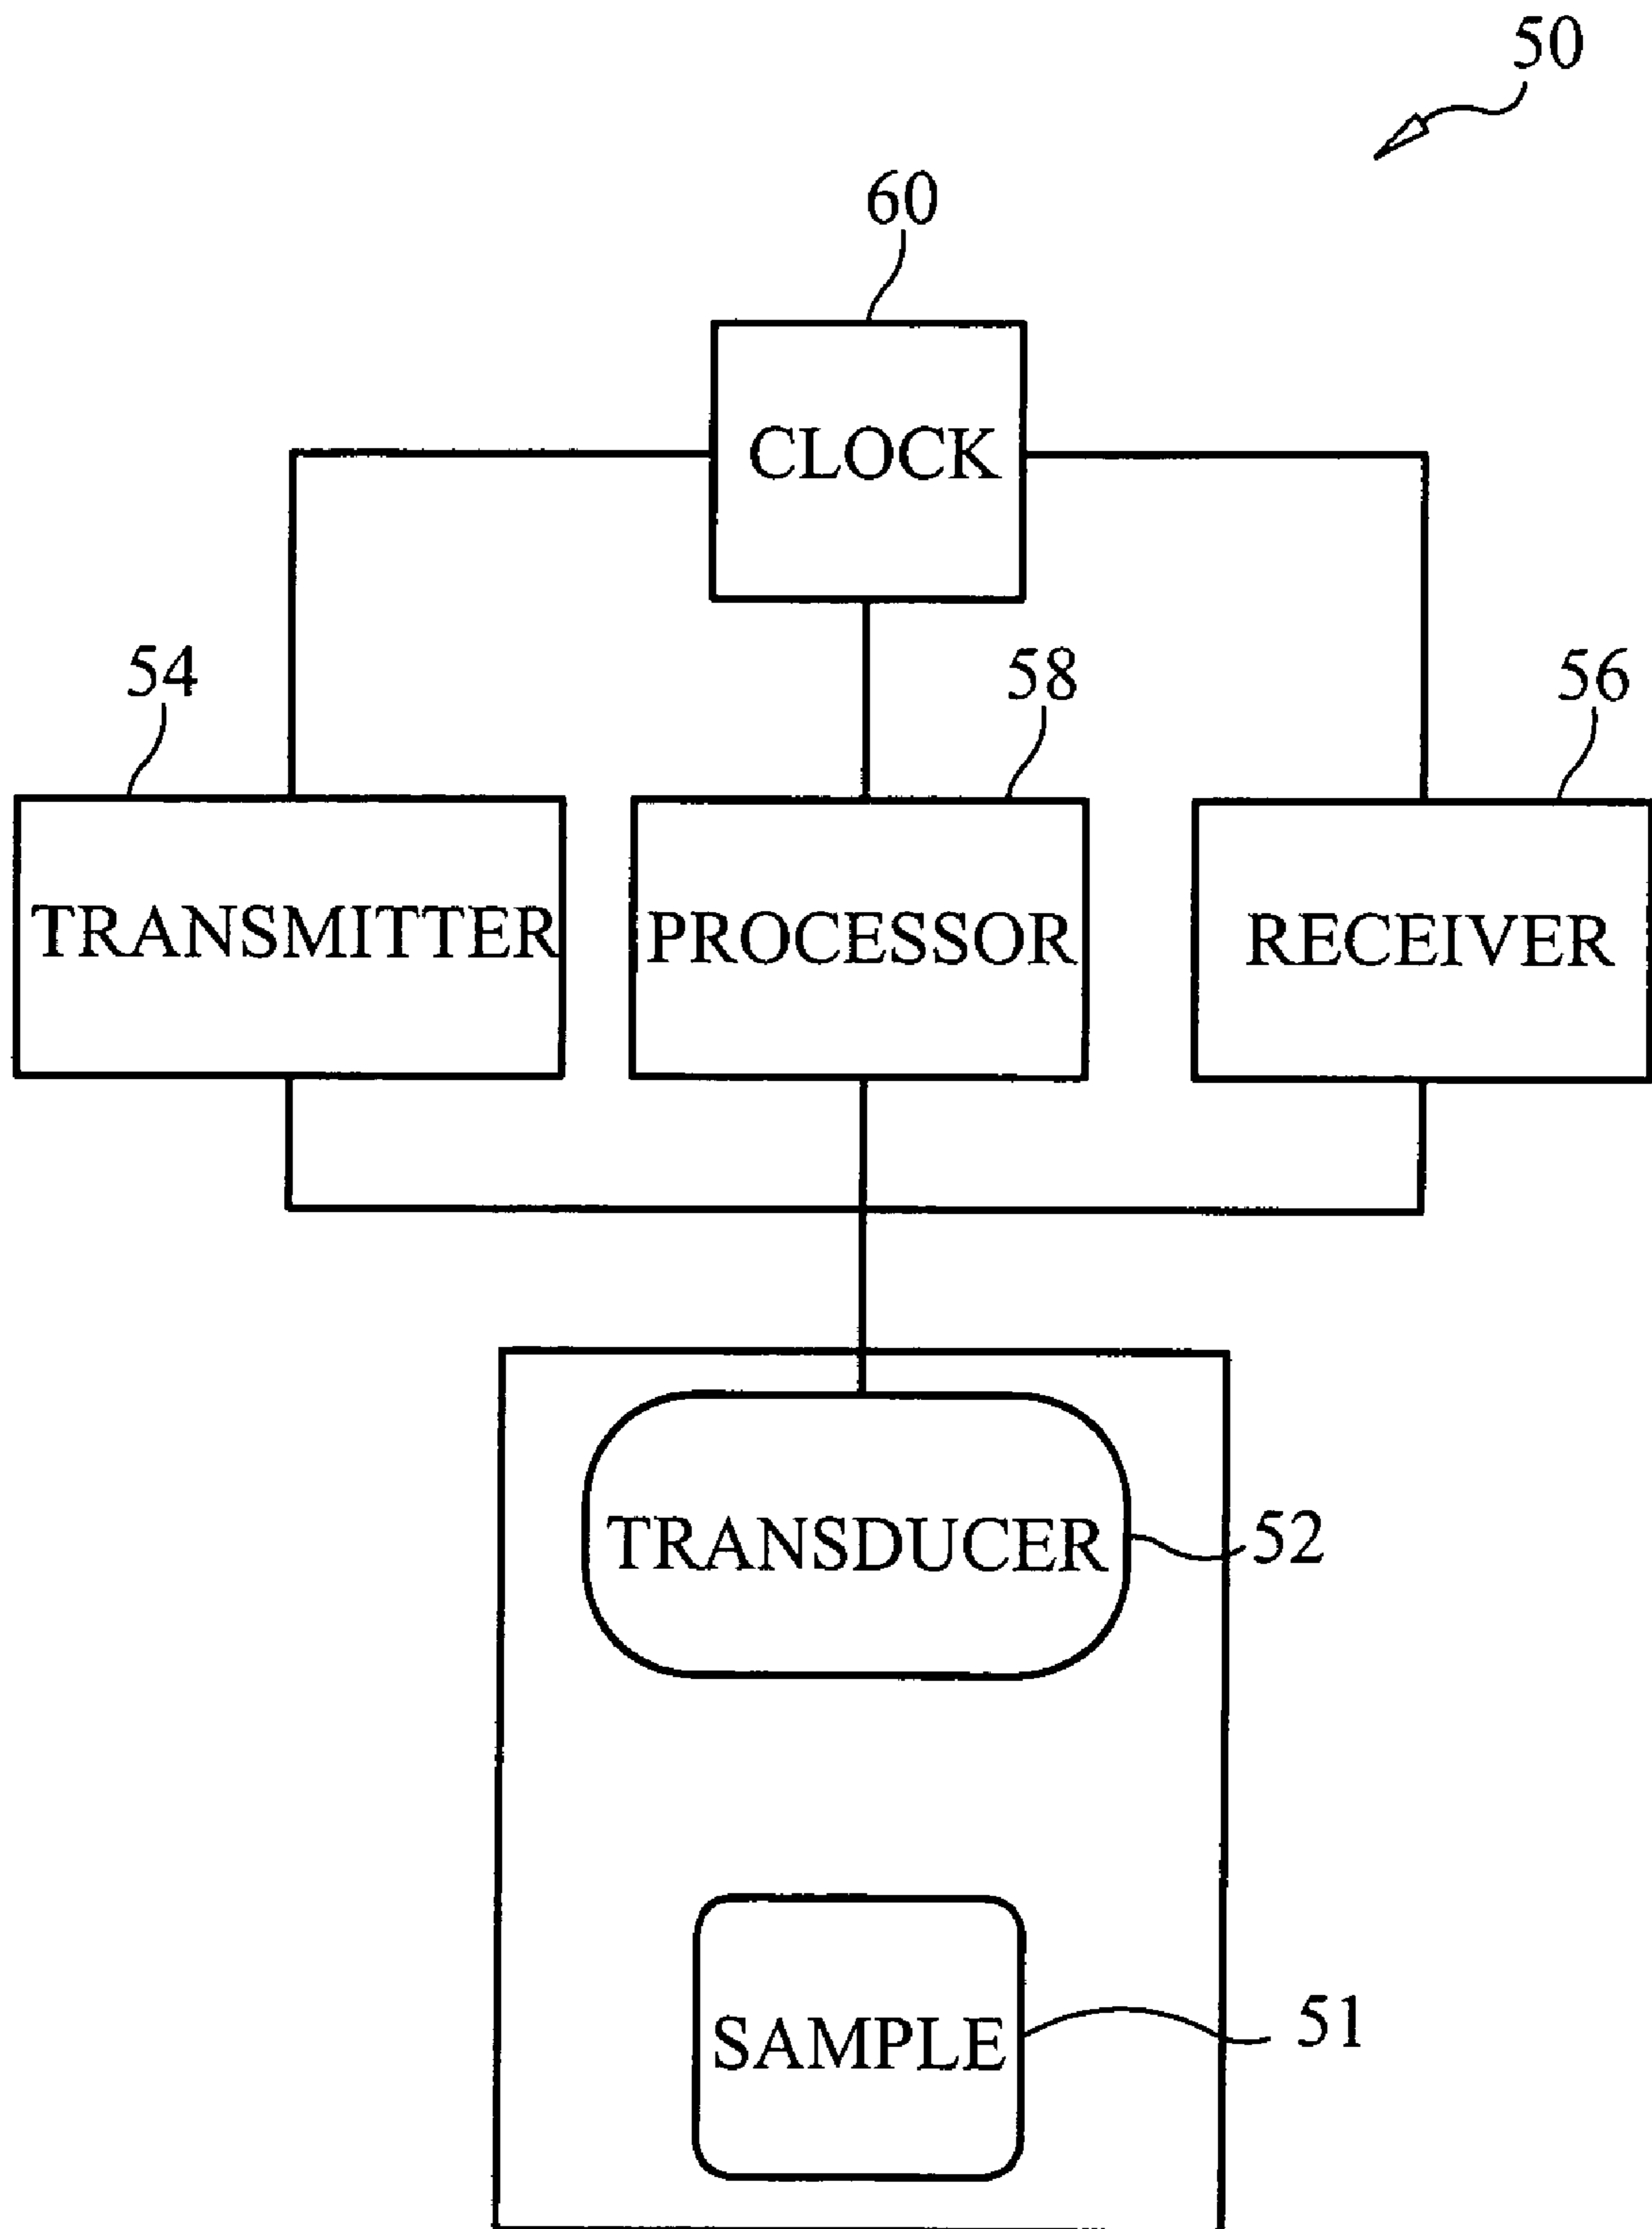 50
60
CLOCK
54
58
56
TRANSMITTER
PROCESSOR
RECEIVER
TRANSDUCER
52
SAMPLE
51